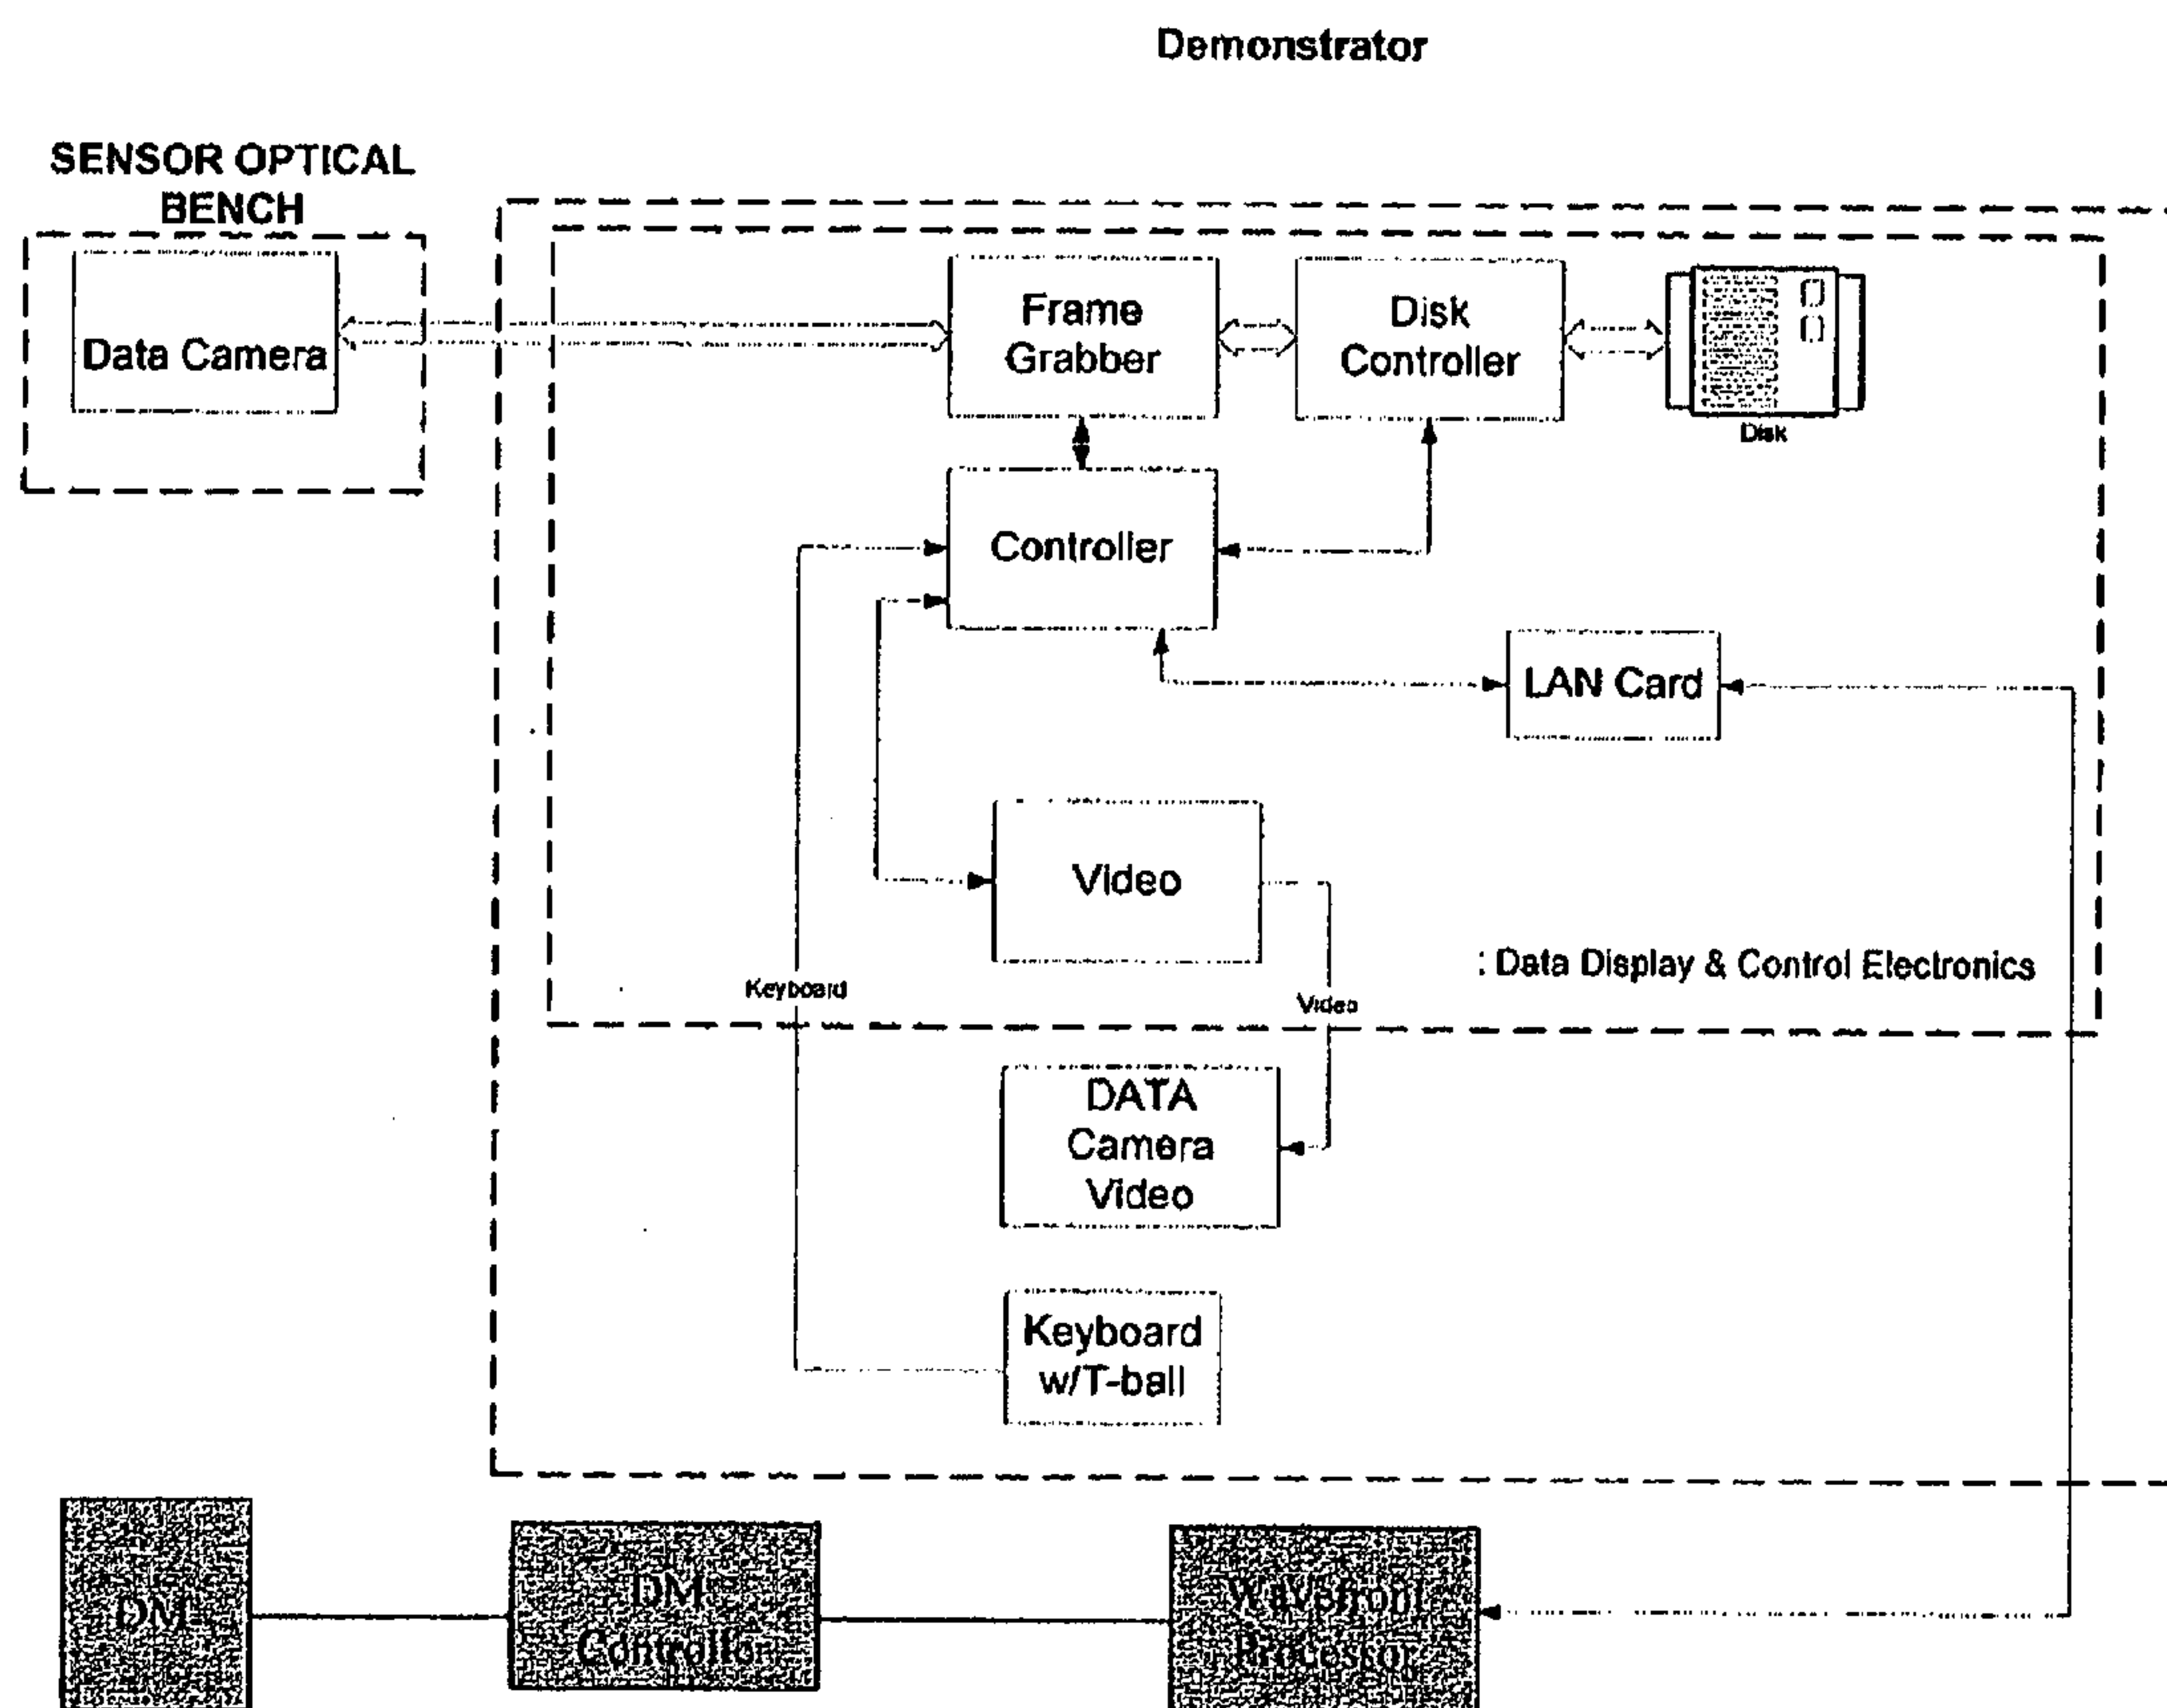 Demonstrator
SENSOR OPTICAL
BENCH
Data Camera
Frame
Grabber
Disk
Controller
Disk
Controller
LAN Card
Video
: Data Display & Control Electronics
Keyboard
Video
DATA
Camera
Video
Keyboard
w/T-ball
DM
DM
Controller
Wavefront
Processor